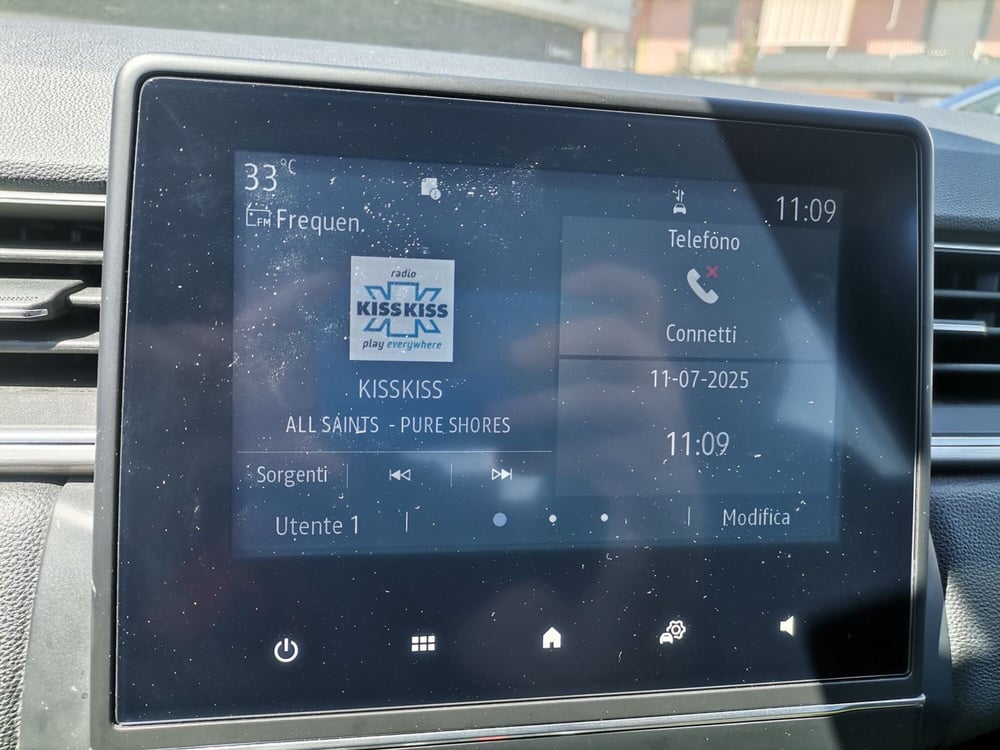 33°C
11:09
FM Frequen.
radio
KISS KISS
play everywhere
KISSKISS
ALL SAINTS - PURE SHORES
Sorgenti
Telefono
Connetti
11-07-2025
11:09
Utente 1
Modifica